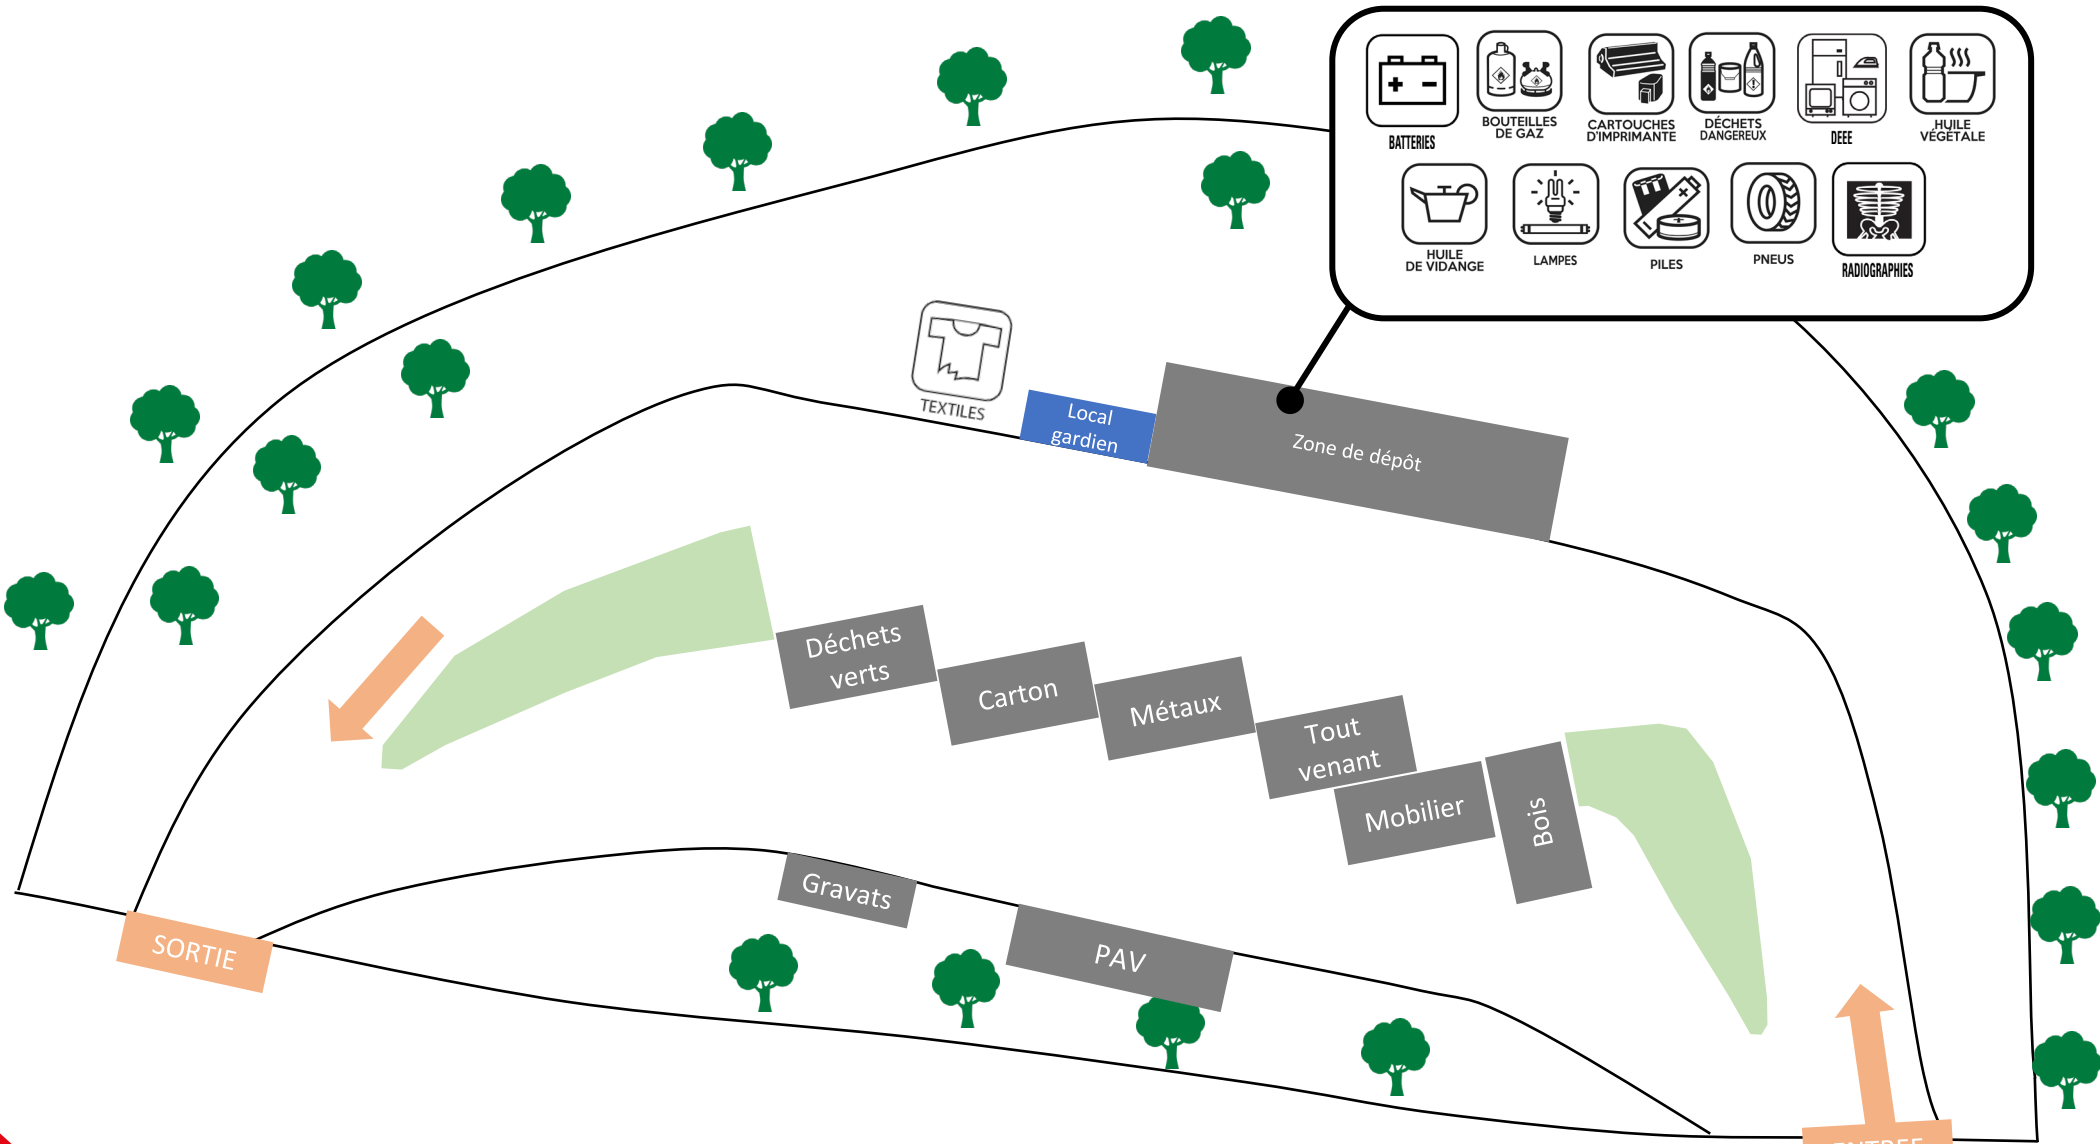 BATTERIES
BOUTEILLES
DE GAZ
CARTOUCHES
D'IMPRIMANTE
DÉCHETS
DANGEREUX
DEEE
HUILE
VÉGÉTALE
HUILE
DE VIDANGE
LAMPES
PILES
PNEUS
RADIOGRAPHIES
TEXTILES
Local
gardien
Zone de dépôt
Déchets
verts
Carton
Métaux
Tout
venant
Mobilier
Bois
Gravats
PAV
SORTIE
ENTREE